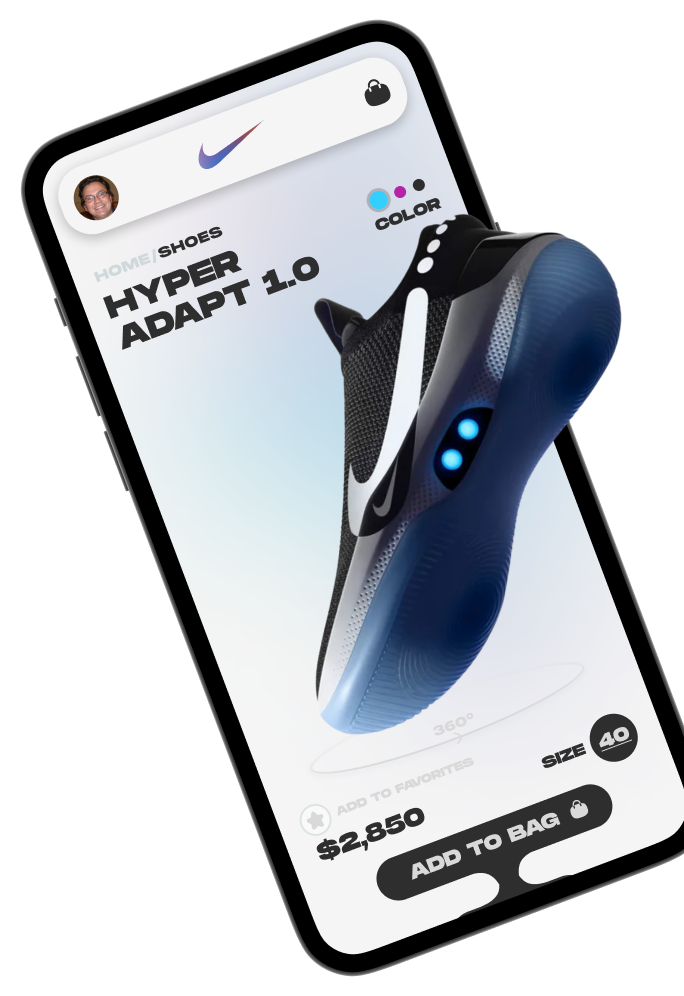 COLOR
HOME/SHOES
HYPER
ADAPT 1.0
360°
SIZE 40
ADD TO FAVORITES
$2,850
ADD TO BAG